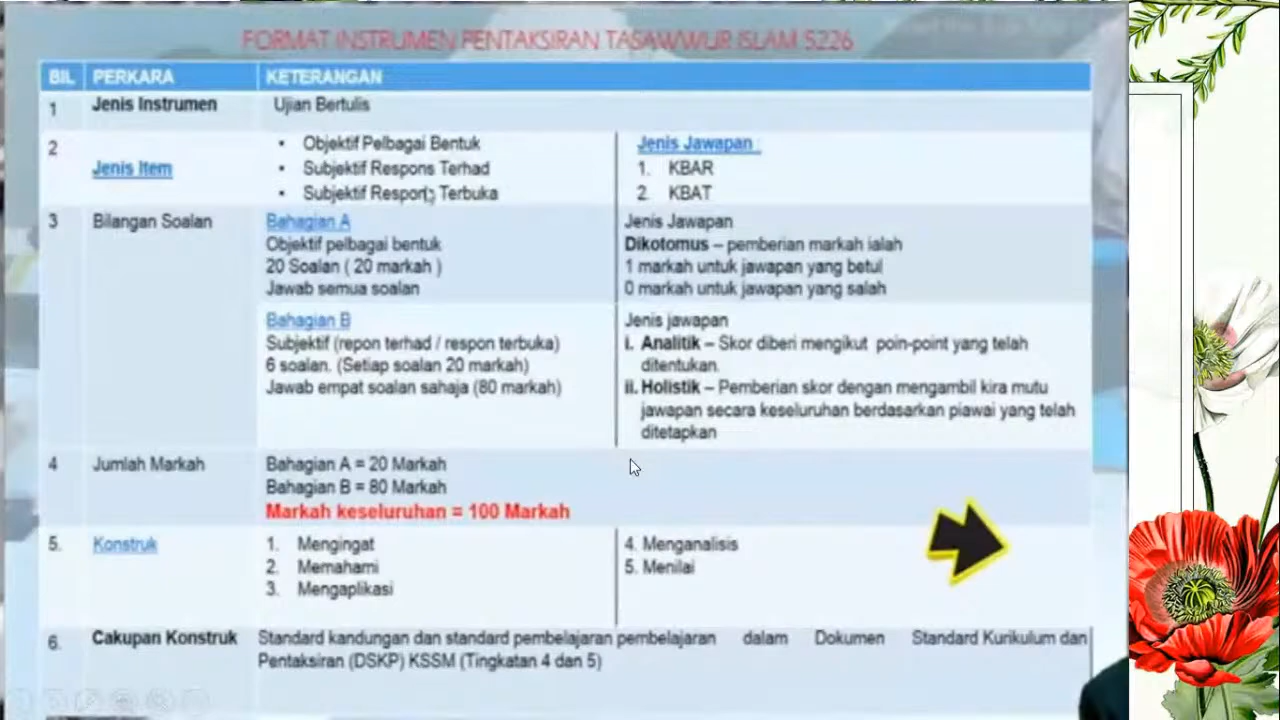 FORMAT INSTRUMEN PENTAKSIRAN TASAWWUR ISLAM 5226
BIL PERKARA KETERANGAN
1 Jenis Instrumen Ujian Bertulis
2 Jenis Item
• Objektif Pelbagai Bentuk
• Subjektif Respons Terhad
• Subjektif Respons Terbuka
Jenis Jawapan :
1. KBAR
2. KBAT
3 Bilangan Soalan
Bahagian A
Objektif pelbagai bentuk
20 Soalan ( 20 markah )
Jawab semua soalan
Jenis Jawapan
Dikotomus – pemberian markah ialah
1 markah untuk jawapan yang betul
0 markah untuk jawapan yang salah
Bahagian B
Subjektif (repon terhad / respon terbuka)
6 soalan. (Setiap soalan 20 markah)
Jawab empat soalan sahaja (80 markah)
Jenis jawapan
i. Analitik – Skor diberi mengikut poin-point yang telah
ditentukan.
ii. Holistik – Pemberian skor dengan mengambil kira mutu
jawapan secara keseluruhan berdasarkan piawai yang telah
ditetapkan
4 Jumlah Markah
Bahagian A = 20 Markah
Bahagian B = 80 Markah
Markah keseluruhan = 100 Markah
5. Konstruk
1. Mengingat
2. Memahami
3. Mengaplikasi
4. Menganalisis
5. Menilai
6. Cakupan Konstruk
Standard kandungan dan standard pembelajaran pembelajaran dalam Dokumen Standard Kurikulum dan
Pentaksiran (DSKP) KSSM (Tingkatan 4 dan 5)